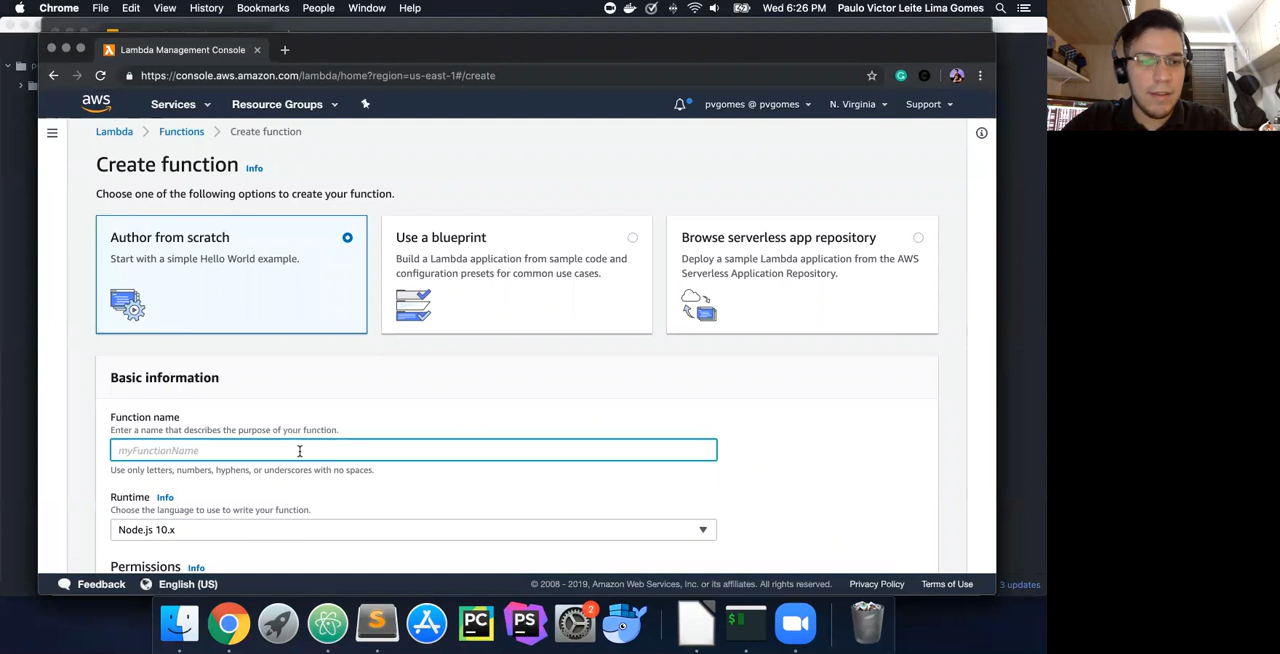 Chrome File Edit View History Bookmarks People Window Help Wed 6:26 PM Paulo Victor Leite Lima Gomes
Lambda Management Console
https://console.aws.amazon.com/lambda/home?region=us-east-1#/create
aws Services Resource Groups pvgomes @ pvgomes N. Virginia Support
Lambda Functions Create function
Create function Info
Choose one of the following options to create your function.
Author from scratch
Start with a simple Hello World example.
Use a blueprint
Build a Lambda application from sample code and
configuration presets for common use cases.
Browse serverless app repository
Deploy a sample Lambda application from the AWS
Serverless Application Repository.
Basic information
Function name
Enter a name that describes the purpose of your function.
myFunctionName
Use only letters, numbers, hyphens, or underscores with no spaces.
Runtime Info
Choose the language to use to write your function.
Node.js 10.x
Permissions Info
Feedback English (US) © 2008 - 2019, Amazon Web Services, Inc. or its affiliates. All rights reserved. Privacy Policy Terms of Use
3 updates
S PC PS 2 $